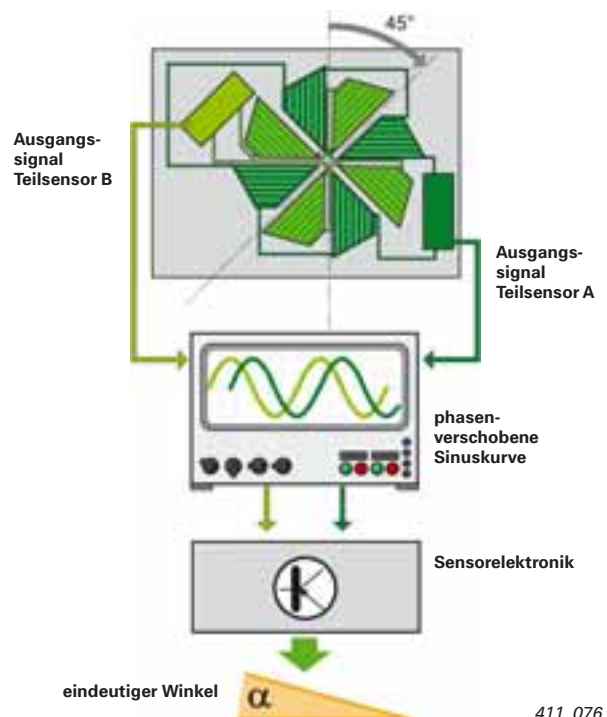 45°
Ausgangs-
signal
Teilsensor B
Ausgangs-
signal
Teilsensor A
phasen-
verschobene
Sinuskurve
Sensorelektronik
eindeutiger Winkel
α
411_076